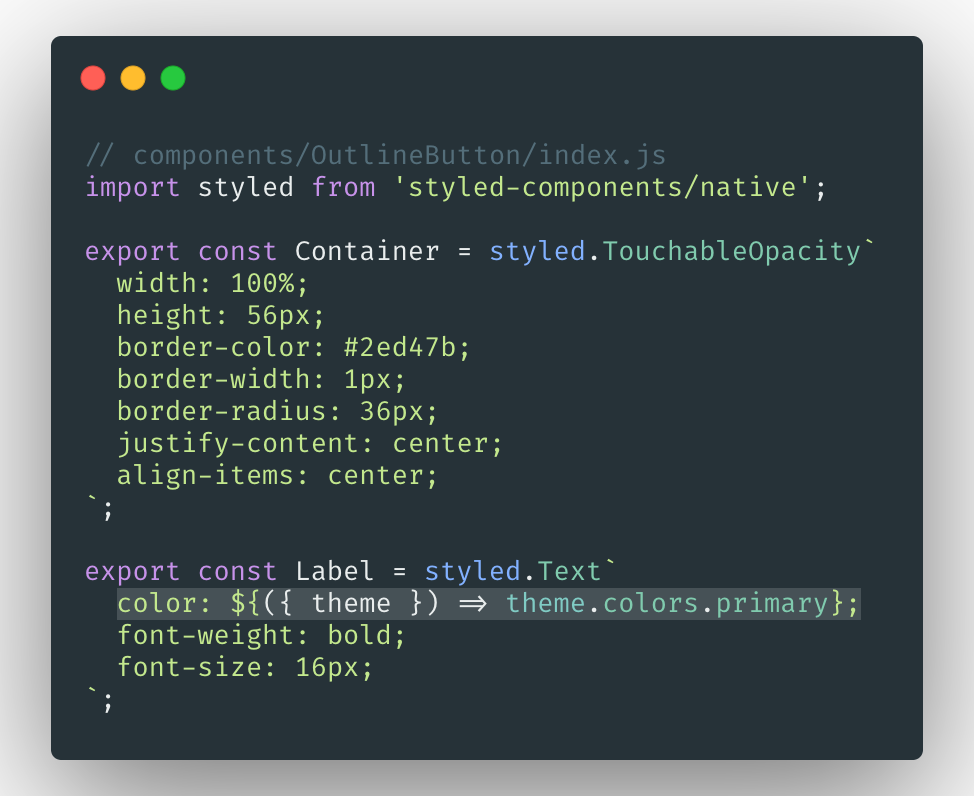 // components/OutlineButton/index.js
import styled from 'styled-components/native';

export const Container = styled.TouchableOpacity`
  width: 100%;
  height: 56px;
  border-color: #2ed47b;
  border-width: 1px;
  border-radius: 36px;
  justify-content: center;
  align-items: center;
`;

export const Label = styled.Text`
  color: ${({ theme }) => theme.colors.primary};
  font-weight: bold;
  font-size: 16px;
`;